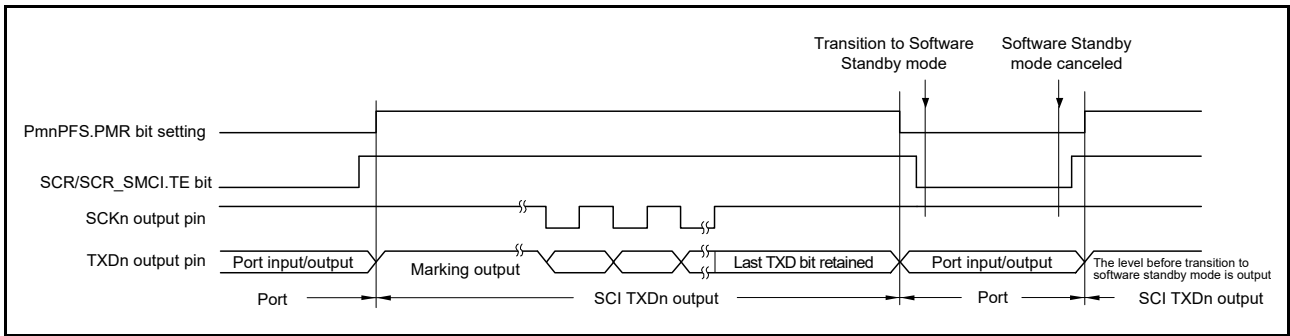 Transition to Software
Standby mode
Software Standby
mode canceled
PmnPFS.PMR bit setting
SCR/SCR_SMCI.TE bit
SCKn output pin
TXDn output pin
Port input/output
Marking output
Last TXD bit retained
Port input/output
The level before transition to
software standby mode is output
Port
SCI TXDn output
Port
SCI TXDn output